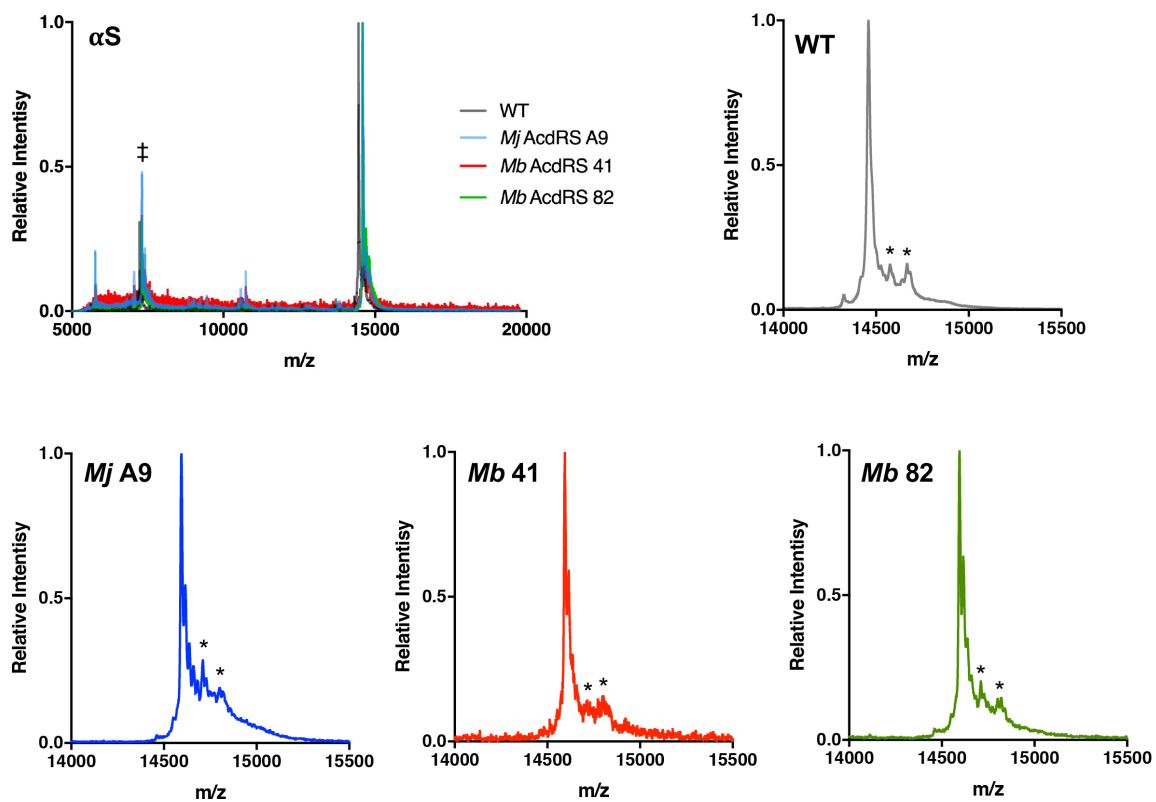 αS
1.0
0.5
0.0
Relative Intentisy
‡
5000 10000 15000 20000
m/z
WT
Mj AcdRS A9
Mb AcdRS 41
Mb AcdRS 82
WT
1.0
0.5
0.0
Relative Intentisy
* *
14000 14500 15000 15500
m/z
Mj A9
1.0
0.5
0.0
Relative Intentisy
*
*
14000 14500 15000 15500
m/z
Mb 41
1.0
0.5
0.0
Relative Intentisy
* *
14000 14500 15000 15500
m/z
Mb 82
1.0
0.5
0.0
Relative Intentisy
*
*
14000 14500 15000 15500
m/z